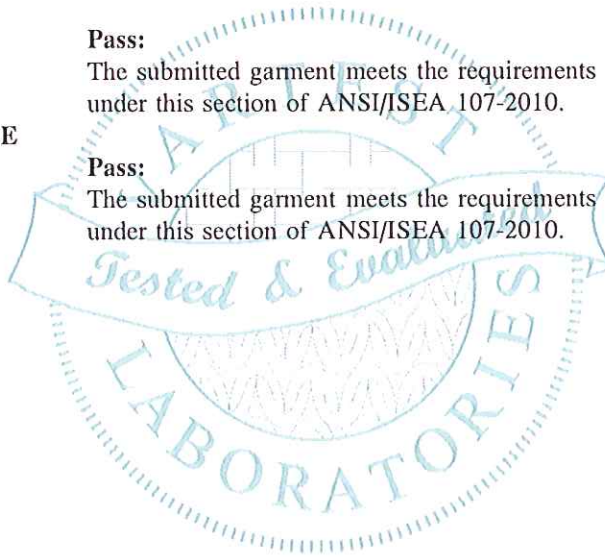 Pass:
The submitted garment meets the requirements
under this section of ANSI/ISEA 107-2010.
E
Pass:
The submitted garment meets the requirements
under this section of ANSI/ISEA 107-2010.
VARTEST
Tested & Evaluated
LABORATORIES